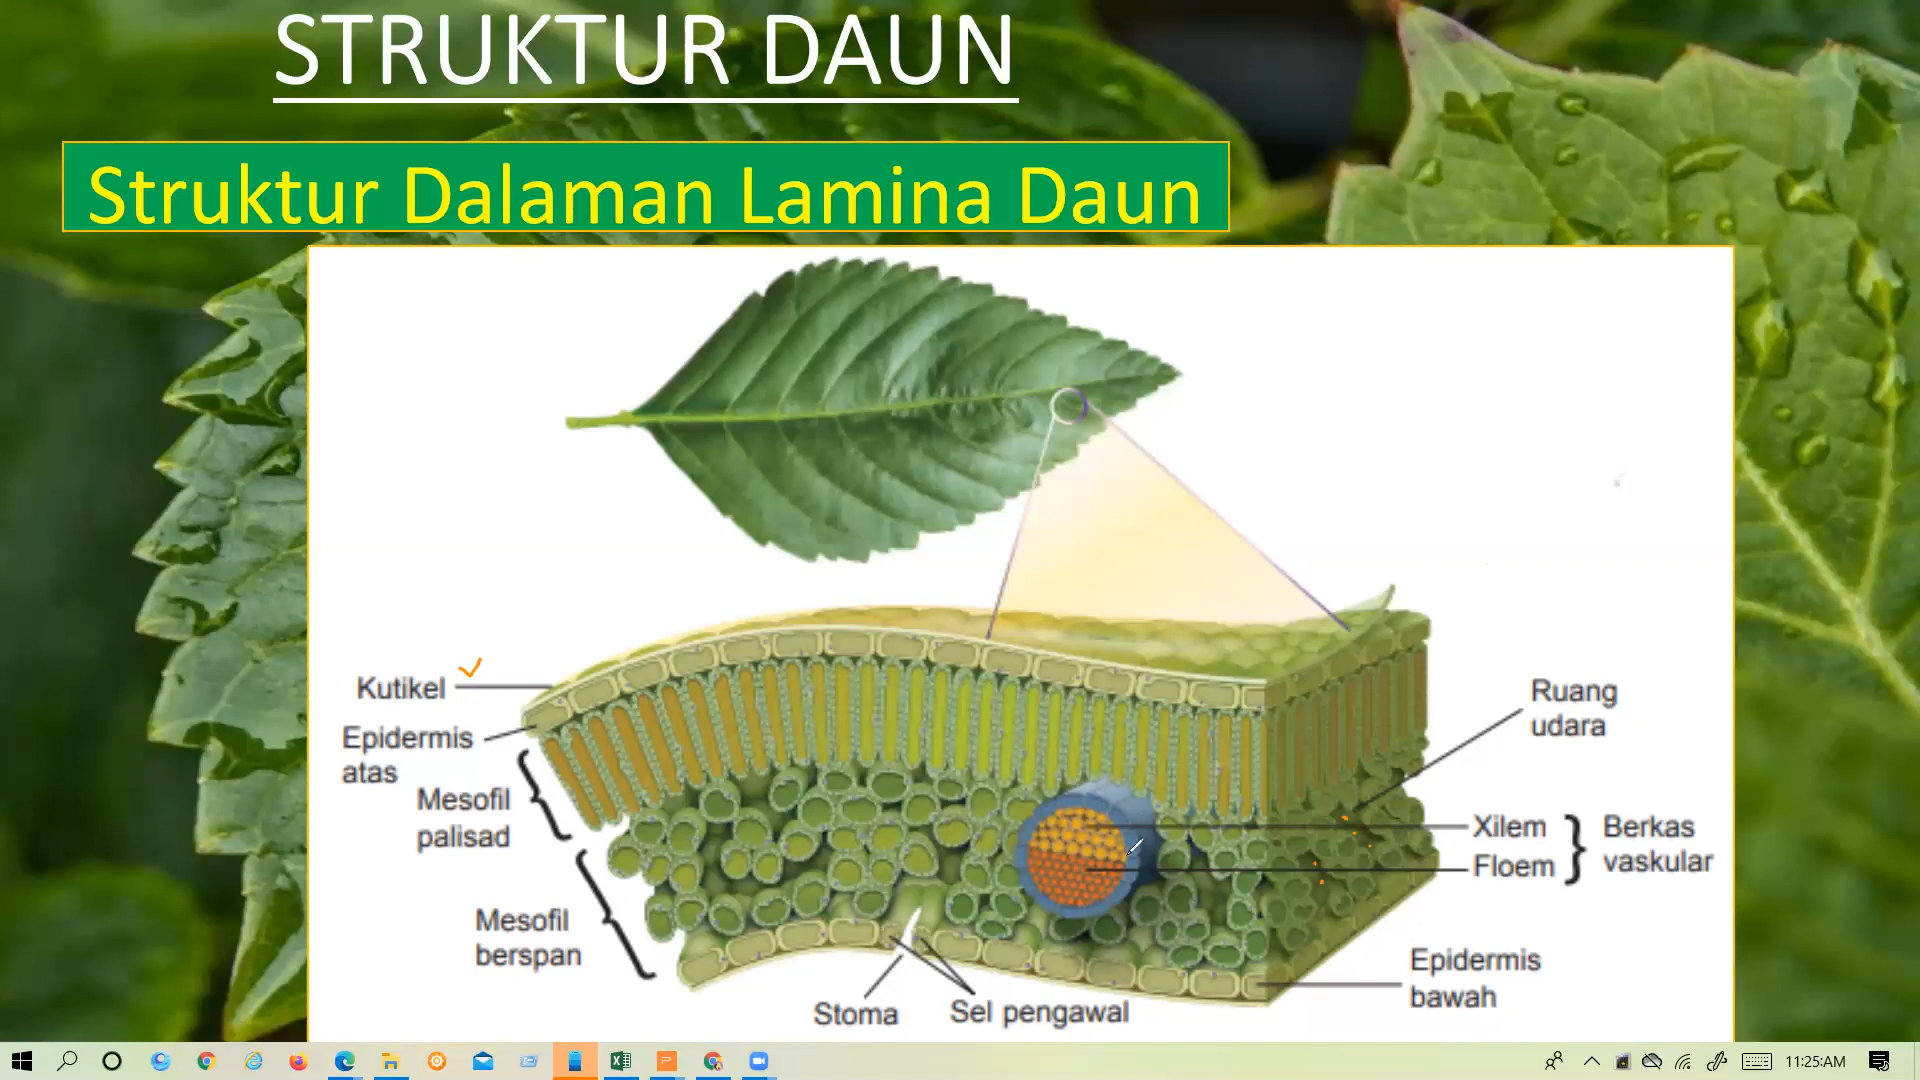 STRUKTUR DAUN
Struktur Dalaman Lamina Daun
Kutikel
Epidermis
atas
Mesofil
palisad
Mesofil
berspan
Stoma
Sel pengawal
Ruang
udara
Xilem
Floem
Berkas
vaskular
Epidermis
bawah
11:25:AM